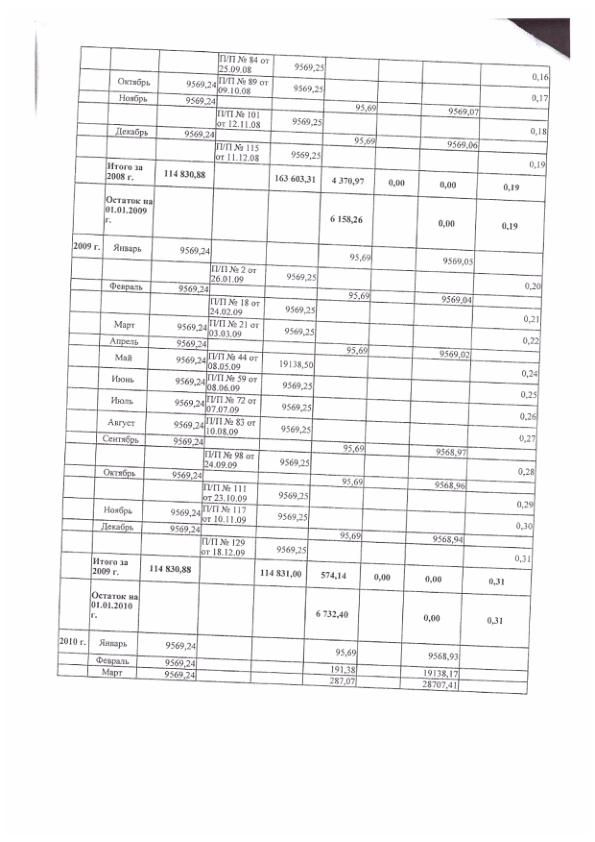 П/П № 84 от
25.09.08 9569,25 0,16
Октябрь 9569,24 П/П № 89 от
09.10.08 9569,25 0,17
Ноябрь 9569,24 95,69 9569,07
П/П № 101
от 12.11.08 9569,25 0,18
Декабрь 9569,24 95,69 9569,06
П/П № 115
от 11.12.08 9569,25 0,19
Итого за
2008 г. 114 830,88 163 603,31 4 370,97 0,00 0,00 0,19
Остаток на
01.01.2009
г. 6 158,26 0,00 0,19
2009 г. Январь 9569,24 95,69 9569,05
П/П № 2 от
26.01.09 9569,25 0,20
Февраль 9569,24 95,69 9569,04
П/П № 18 от
24.02.09 9569,25 0,21
Март 9569,24 П/П № 21 от
03.03.09 9569,25 0,22
Апрель 9569,24 95,69 9569,02
Май 9569,24 П/П № 44 от
08.05.09 19138,50 0,24
Июнь 9569,24 П/П № 59 от
08.06.09 9569,25 0,25
Июль 9569,24 П/П № 72 от
07.07.09 9569,25 0,26
Август 9569,24 П/П № 83 от
10.08.09 9569,25 0,27
Сентябрь 9569,24 95,69 9568,97
П/П № 98 от
24.09.09 9569,25 0,28
Октябрь 9569,24 95,69 9568,96
П/П № 111
от 23.10.09 9569,25 0,29
Ноябрь 9569,24 П/П № 117
от 10.11.09 9569,25 0,30
Декабрь 9569,24 95,69 9568,94
П/П № 129
от 18.12.09 9569,25 0,31
Итого за
2009 г. 114 830,88 114 831,00 574,14 0,00 0,00 0,31
Остаток на
01.01.2010
г. 6 732,40 0,00 0,31
2010 г. Январь 9569,24 95,69 9568,93
Февраль 9569,24 191,38 19138,17
Март 9569,24 287,07 28707,41